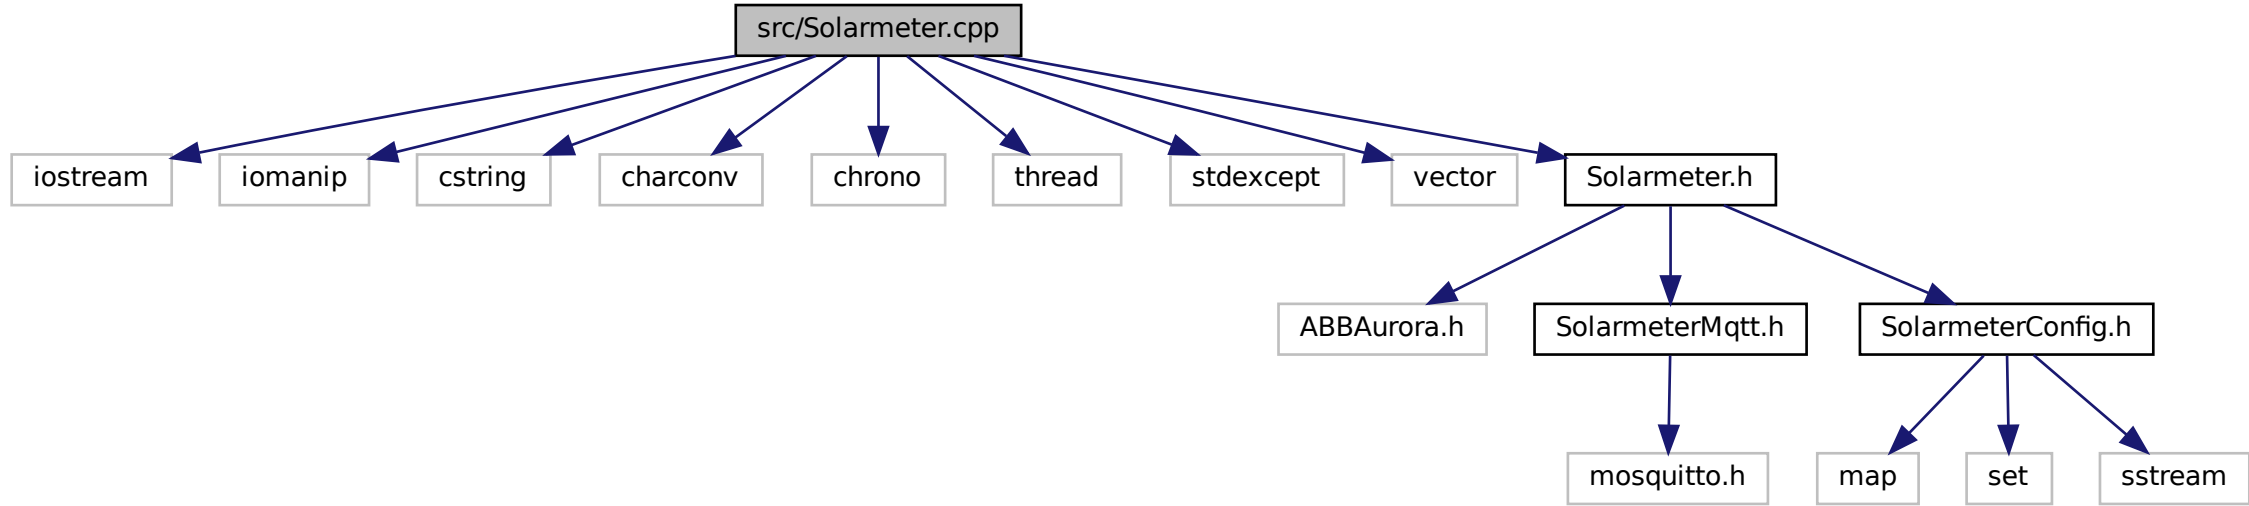 src/Solarmeter.cpp
iostream
iomanip
cstring
charconv
chrono
thread
stdexcept
vector
Solarmeter.h
ABBAurora.h
SolarmeterMqtt.h
SolarmeterConfig.h
mosquitto.h
map
set
sstream